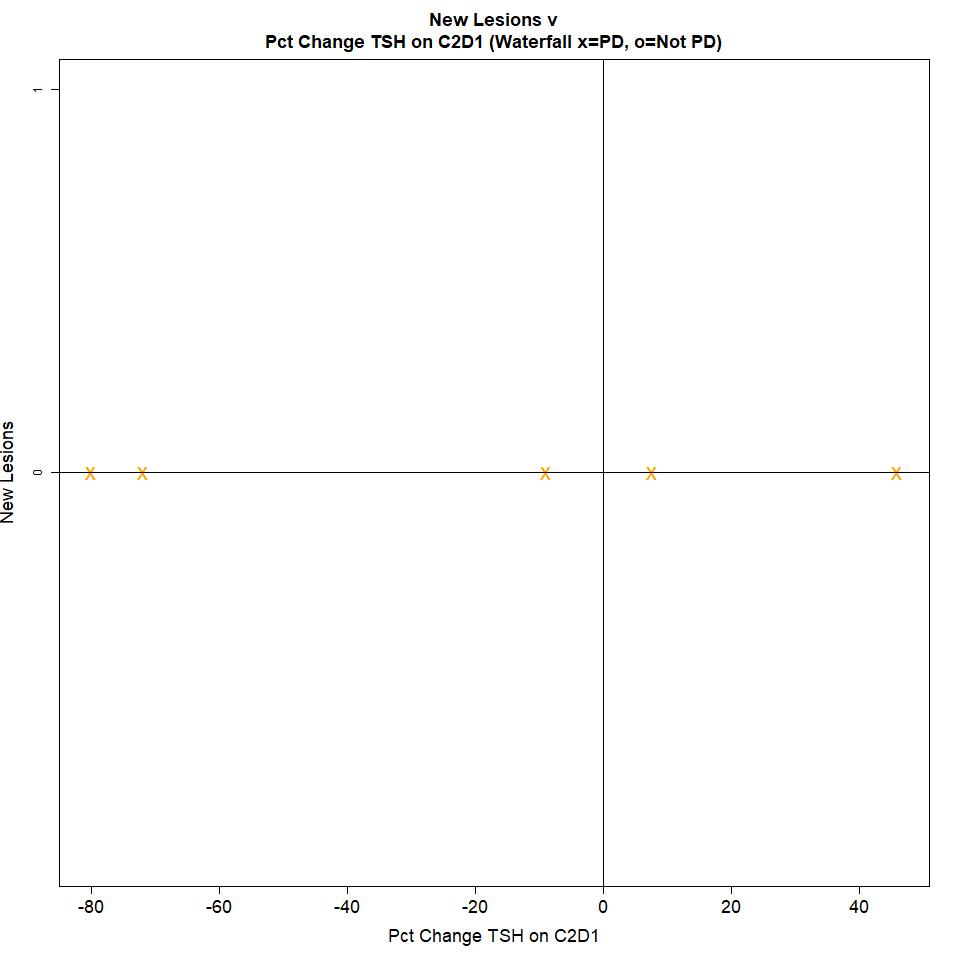 New Lesions v
Pct Change TSH on C2D1 (Waterfall x=PD, o=Not PD)
1
0
New Lesions
x x x x x
-80 -60 -40 -20 0 20 40
Pct Change TSH on C2D1